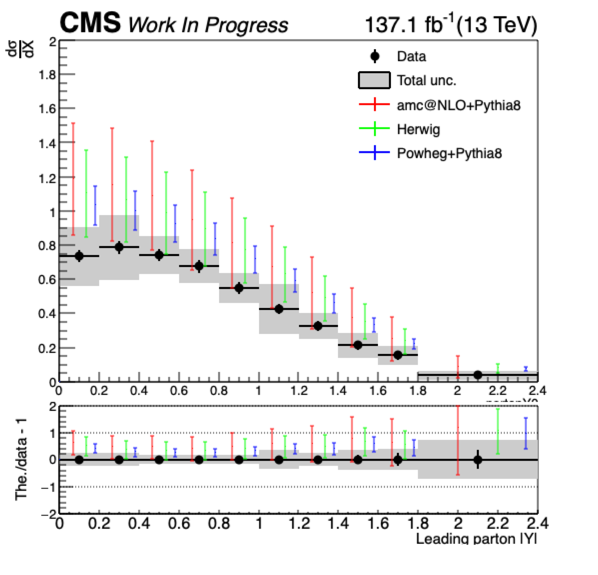 CMS Work In Progress 137.1 fb⁻¹(13 TeV)
dσ
dX
2
1.8
1.6
1.4
1.2
1
0.8
0.6
0.4
0.2
0
Data
Total unc.
amc@NLO+Pythia8
Herwig
Powheg+Pythia8
0 0.2 0.4 0.6 0.8 1 1.2 1.4 1.6 1.8 2 2.2 2.4
The./data - 1
2
1
0
−1
−2
0 0.2 0.4 0.6 0.8 1 1.2 1.4 1.6 1.8 2 2.2 2.4
Leading parton |Y|